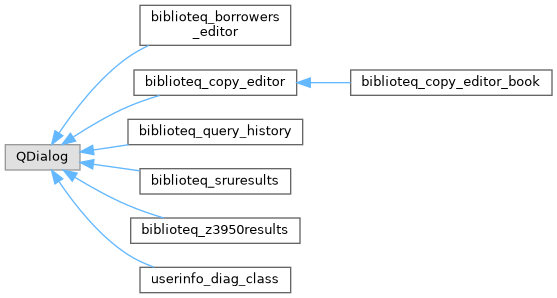 biblioteq_borrowers
_editor
biblioteq_copy_editor
biblioteq_copy_editor_book
biblioteq_query_history
QDialog
biblioteq_sruresults
biblioteq_z3950results
userinfo_diag_class